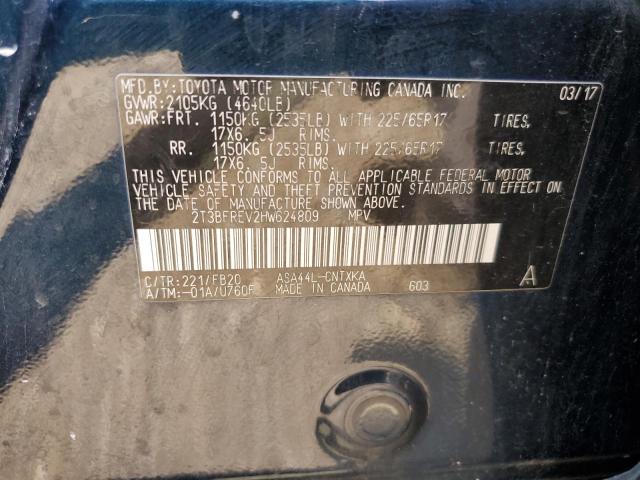 MFD.BY:TOYOTA MOTOR MANUFACTURING CANADA INC. 03/17
GVWR:2105KG (4640LB)
GAWR:FRT. 1150KG (2535LB) WITH 225/65R17 TIRES,
17X6.5J RIMS.
RR. 1150KG (2535LB) WITH 225/65R17 TIRES,
17X6.5J RIMS.
THIS VEHICLE CONFORMS TO ALL APPLICABLE FEDERAL MOTOR
VEHICLE SAFETY AND THEFT PREVENTION STANDARDS IN EFFECT ON
THE DATE OF MANUFACTURE SHOWN ABOVE.
2T3BFREV2HW624809 MPV
C/TR:221/FB20 ASA44L-CNTXKA
A/TM:-01A/U760F MADE IN CANADA 603 A